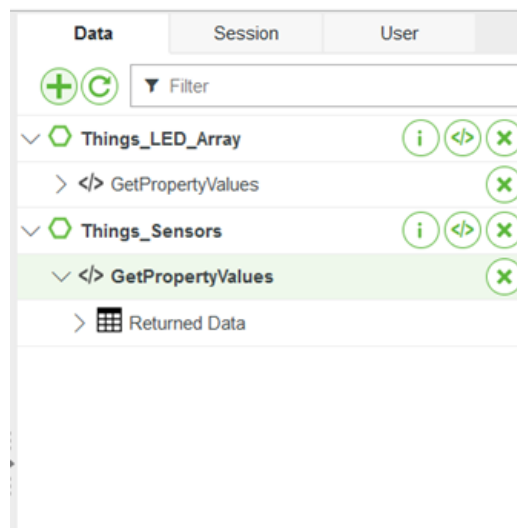 Data Session User
Filter
Things_LED_Array
</> GetPropertyValues
Things_Sensors
</> GetPropertyValues
Returned Data